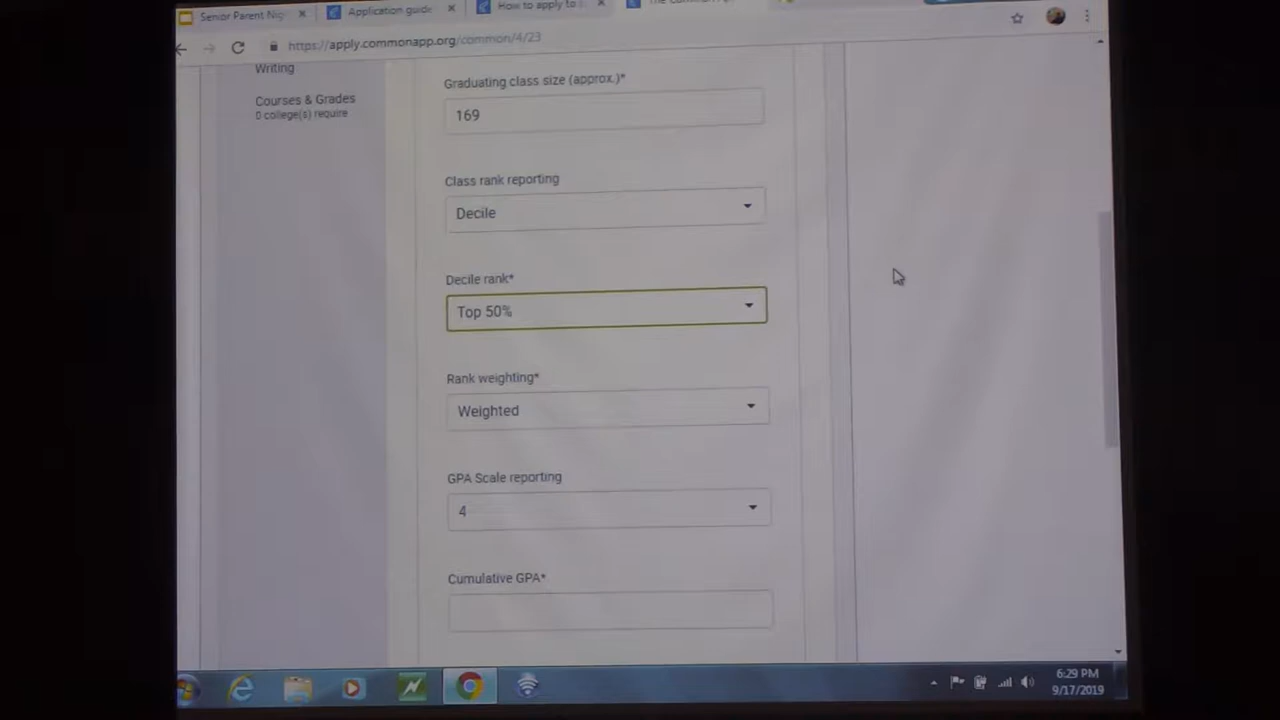 Senior Parent Nig
Application guide
How to apply to
https://apply.commonapp.org/common/4/23
Writing
Courses & Grades
0 college(s) require
Graduating class size (approx.)*
169
Class rank reporting
Decile
Decile rank*
Top 50%
Rank weighting*
Weighted
GPA Scale reporting
4
Cumulative GPA*
6:29 PM
9/17/2019